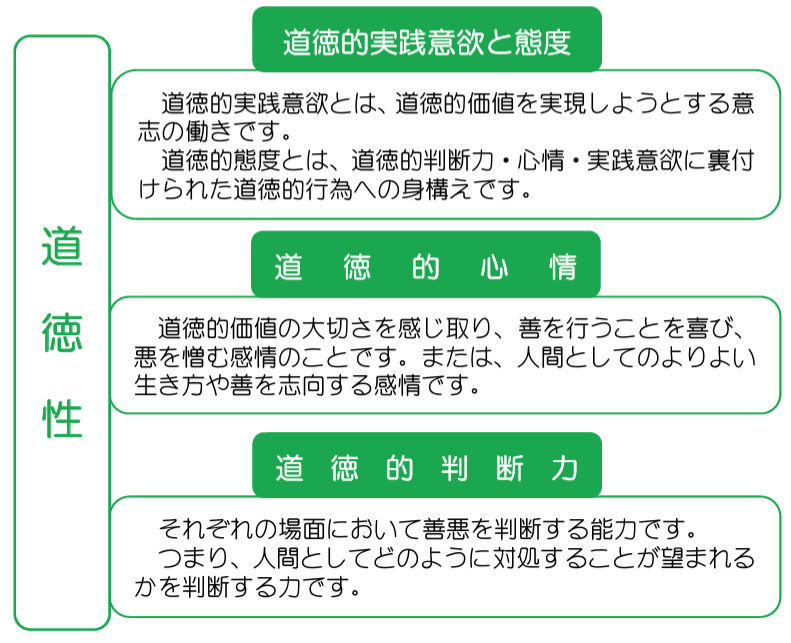 道徳性
道徳的実践意欲と態度
道徳的実践意欲とは、道徳的価値を実現しようとする意
志の働きです。
道徳的態度とは、道徳的判断力・心情・実践意欲に裏付
けられた道徳的行為への身構えです。
道徳的心情
道徳的価値の大切さを感じ取り、善を行うことを喜び、
悪を憎む感情のことです。または、人間としてのよりよい
生き方や善を志向する感情です。
道徳的判断力
それぞれの場面において善悪を判断する能力です。
つまり、人間としてどのように対処することが望まれる
かを判断する力です。